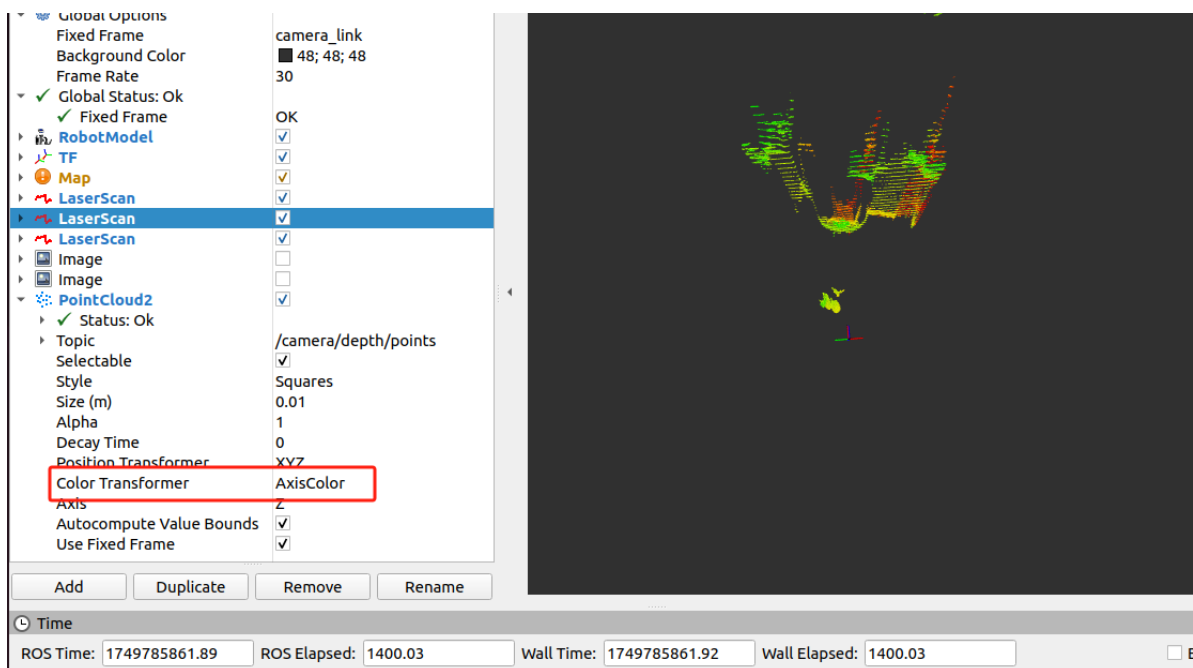 Global Options
Fixed Frame camera_link
Background Color 48; 48; 48
Frame Rate 30
Global Status: Ok
Fixed Frame OK
RobotModel
TF
Map
LaserScan
LaserScan
LaserScan
Image
Image
PointCloud2
Status: Ok
Topic /camera/depth/points
Selectable
Style Squares
Size (m) 0.01
Alpha 1
Decay Time 0
Position Transformer XYZ
Color Transformer AxisColor
Axis Z
Autocompute Value Bounds
Use Fixed Frame
Add Duplicate Remove Rename
Time
ROS Time: 1749785861.89 ROS Elapsed: 1400.03 Wall Time: 1749785861.92 Wall Elapsed: 1400.03